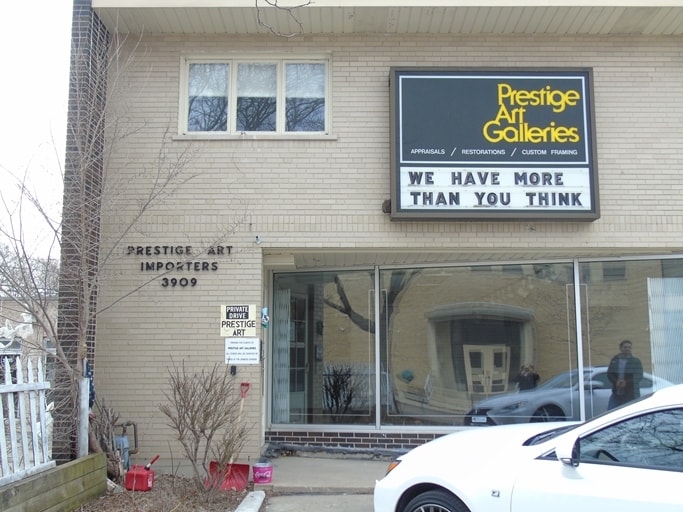 Prestige
Art
Galleries
APPRAISALS / RESTORATIONS / CUSTOM FRAMING
WE HAVE MORE
THAN YOU THINK
PRESTIGE ART
IMPORTERS
3909
PRIVATE
DRIVE
PRESTIGE
ART